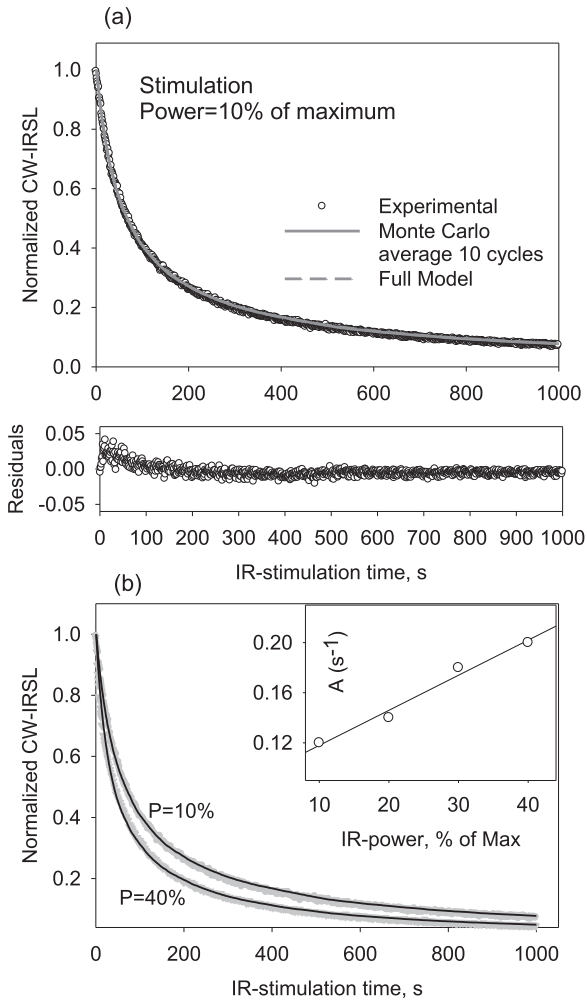 (a)
1.0
0.8
0.6
0.4
0.2
0.0
Normalized CW-IRSL
Stimulation
Power=10% of maximum
Experimental
Monte Carlo
average 10 cycles
Full Model
0 200 400 600 800 1000
0.05
0.00
-0.05
Residuals
0 100 200 300 400 500 600 700 800 900 1000
IR-stimulation time, s
(b)
1.0
0.8
0.6
0.4
0.2
Normalized CW-IRSL
P=10%
P=40%
0.20
0.16
0.12
A (s-1)
10 20 30 40
IR-power, % of Max
0 200 400 600 800 1000
IR-stimulation time, s